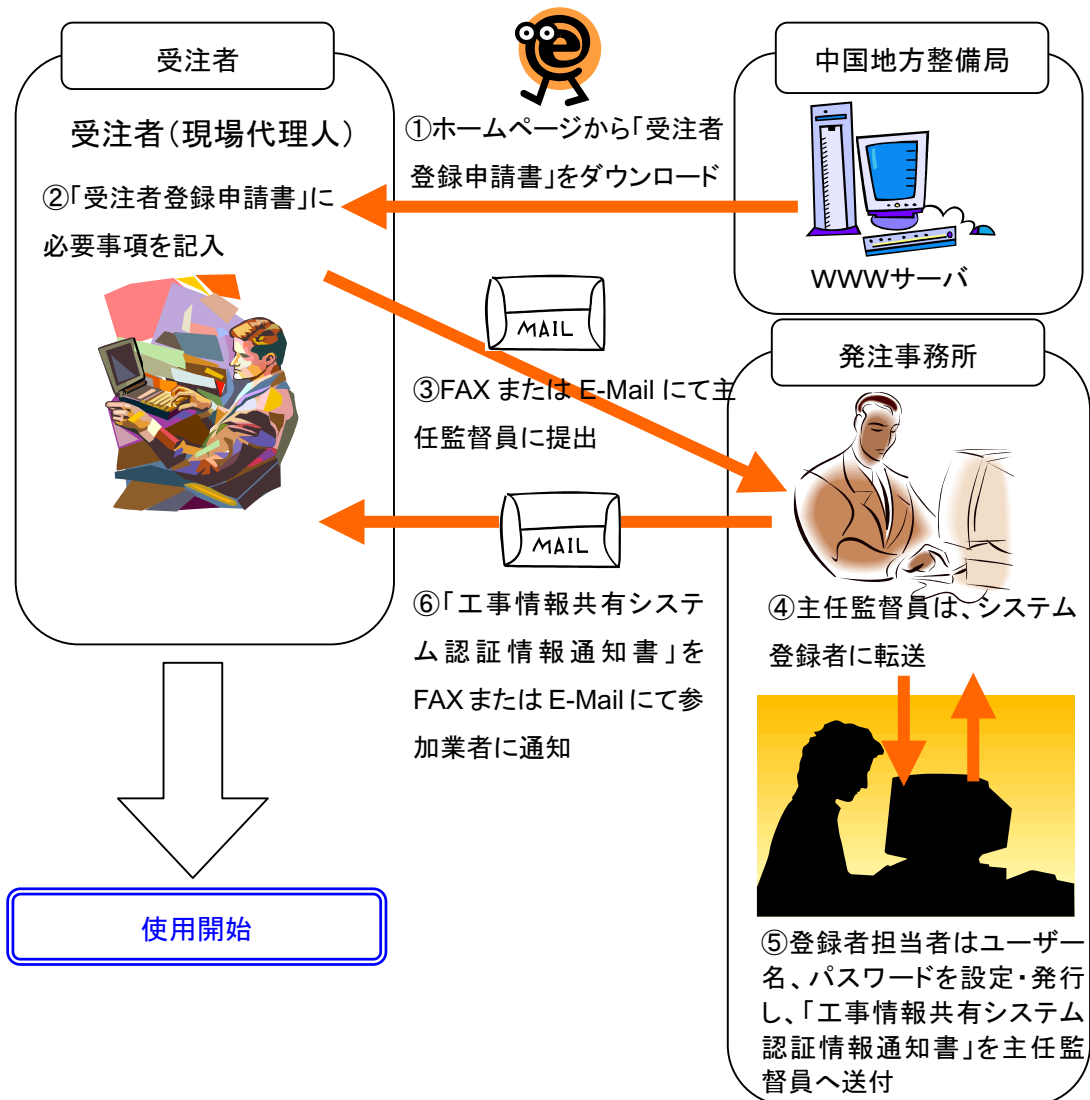 受注者
受注者(現場代理人)
②「受注者登録申請書」に
必要事項を記入
①ホームページから「受注者
登録申請書」をダウンロード
中国地方整備局
WWWサーバ
MAIL
③FAX または E-Mail にて主
任監督員に提出
発注事務所
MAIL
④主任監督員は、システム
登録者に転送
⑤登録者担当者はユーザー
名、パスワードを設定・発行
し、「工事情報共有システム
認証情報通知書」を主任監
督員へ送付
⑥「工事情報共有システ
ム認証情報通知書」を
FAX または E-Mail にて参
加業者に通知
使用開始